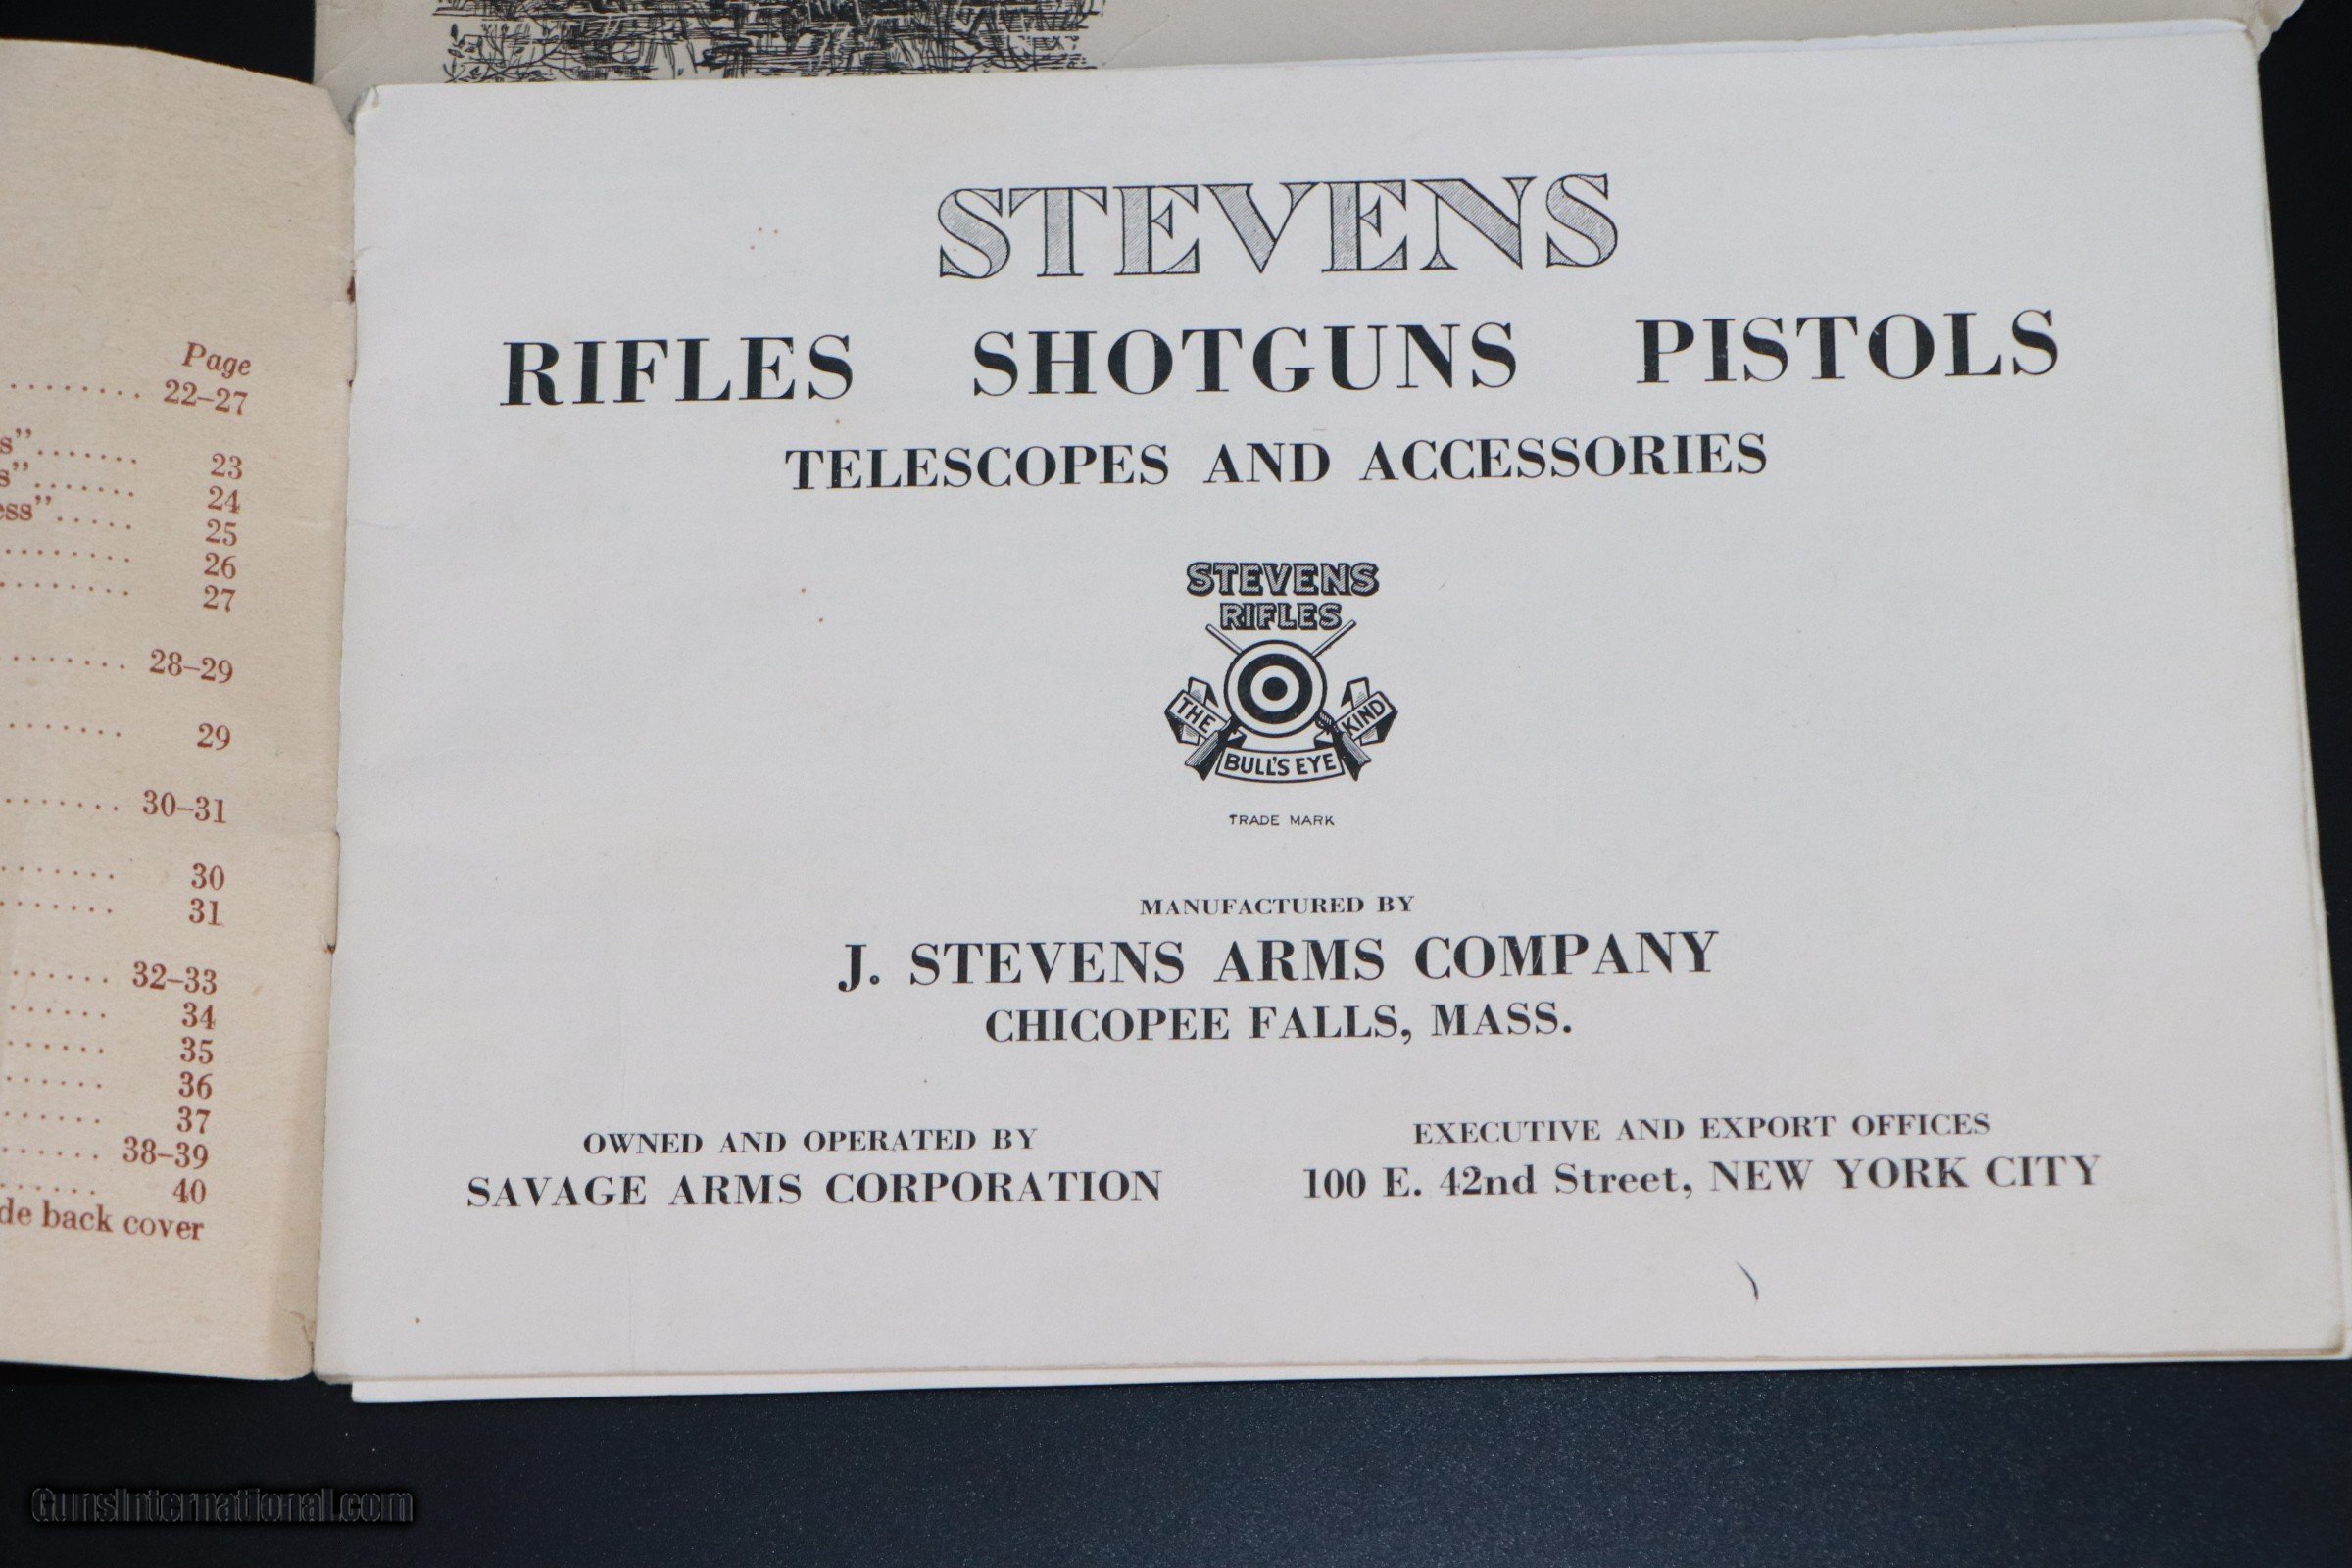 Page
........ 22–27
s”....... 23
s”....... 24
ess”..... 25
........ 26
........ 27
....... 28–29
....... 29
....... 30–31
....... 30
....... 31
...... 32–33
...... 34
...... 35
...... 36
...... 37
...... 38–39
...... 40
de back cover
STEVENS
RIFLES SHOTGUNS PISTOLS
TELESCOPES AND ACCESSORIES
STEVENS
RIFLES
THE
BULL'S EYE
KIND
TRADE MARK
MANUFACTURED BY
J. STEVENS ARMS COMPANY
CHICOPEE FALLS, MASS.
OWNED AND OPERATED BY
SAVAGE ARMS CORPORATION
EXECUTIVE AND EXPORT OFFICES
100 E. 42nd Street, NEW YORK CITY
GunsInternational.com